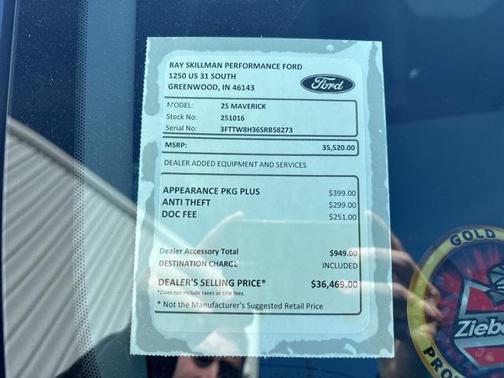 RAY SKILLMAN PERFORMANCE FORD
1250 US 31 SOUTH
GREENWOOD, IN 46143
Ford
MODEL: 25 MAVERICK
Stock No: 251016
Serial No: 3FTTW8H36SRB58273
MSRP: 35,520.00
DEALER ADDED EQUIPMENT AND SERVICES
APPEARANCE PKG PLUS $399.00
ANTI THEFT $299.00
DOC FEE $251.00
Dealer Accessory Total $949.00
DESTINATION CHARGE INCLUDED
DEALER'S SELLING PRICE* $36,469.00
*Does not include taxes or title fees.
* Not the Manufacturer's Suggested Retail Price
GOLD
Zieb
PRO